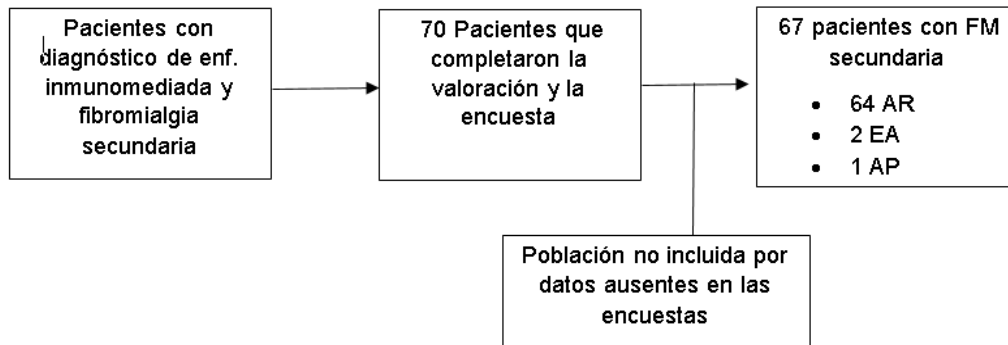 Pacientes con
diagnóstico de enf.
inmunomediada y
fibromialgia
secundaria
70 Pacientes que
completaron la
valoración y la
encuesta
67 pacientes con FM
secundaria
• 64 AR
• 2 EA
• 1 AP
Población no incluida por
datos ausentes en las
encuestas